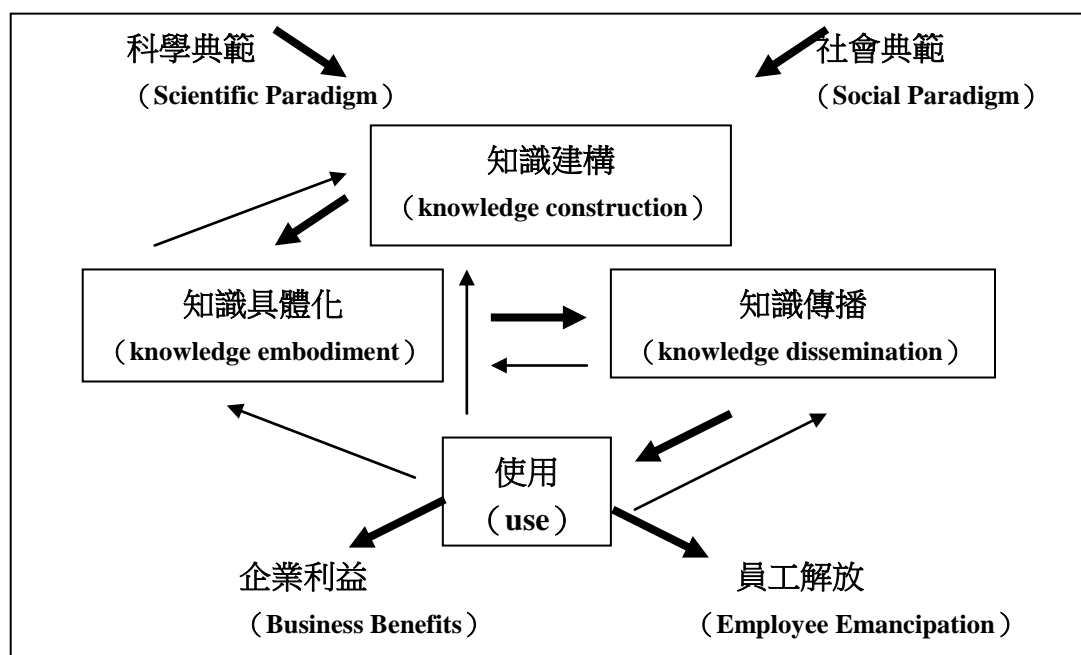 科學典範
（Scientific Paradigm）
社會典範
（Social Paradigm）
知識建構
（knowledge construction）
知識具體化
（knowledge embodiment）
知識傳播
（knowledge dissemination）
使用
（use）
企業利益
（Business Benefits）
員工解放
（Employee Emancipation）